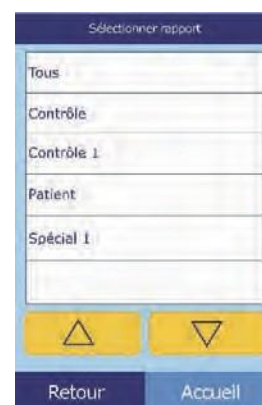 Sélectionner rapport
Tous
Contrôle
Contrôle 1
Patient
Spécial 1
Retour Accueil